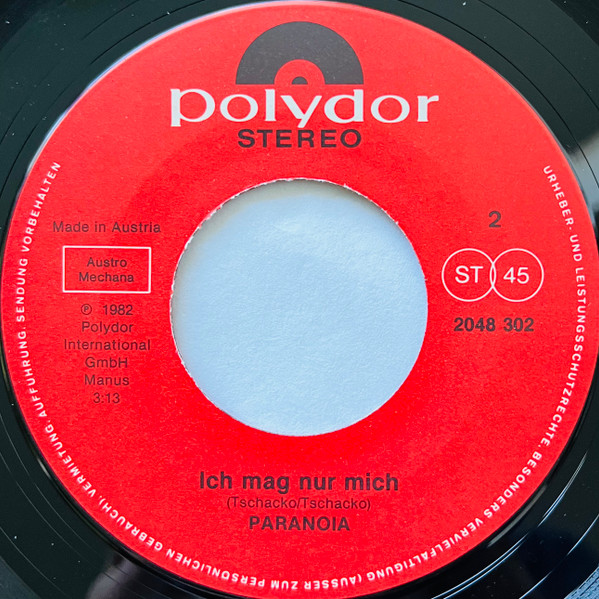 polydor
STEREO
Made in Austria
2
Austro
Mechana
ST 45
℗ 1982
Polydor
International
GmbH
Manus
3:13
2048 302
Ich mag nur mich
(Tschacko/Tschacko)
PARANOIA
URHEBER- UND LEISTUNGSSCHUTZRECHTE, BESONDERS VERVIELFÄLTIGUNG (AUSSER ZUM PERSÖNLICHEN GEBRAUCH), VERMIETUNG, AUFFÜHRUNG, SENDUNG VORBEHALTEN